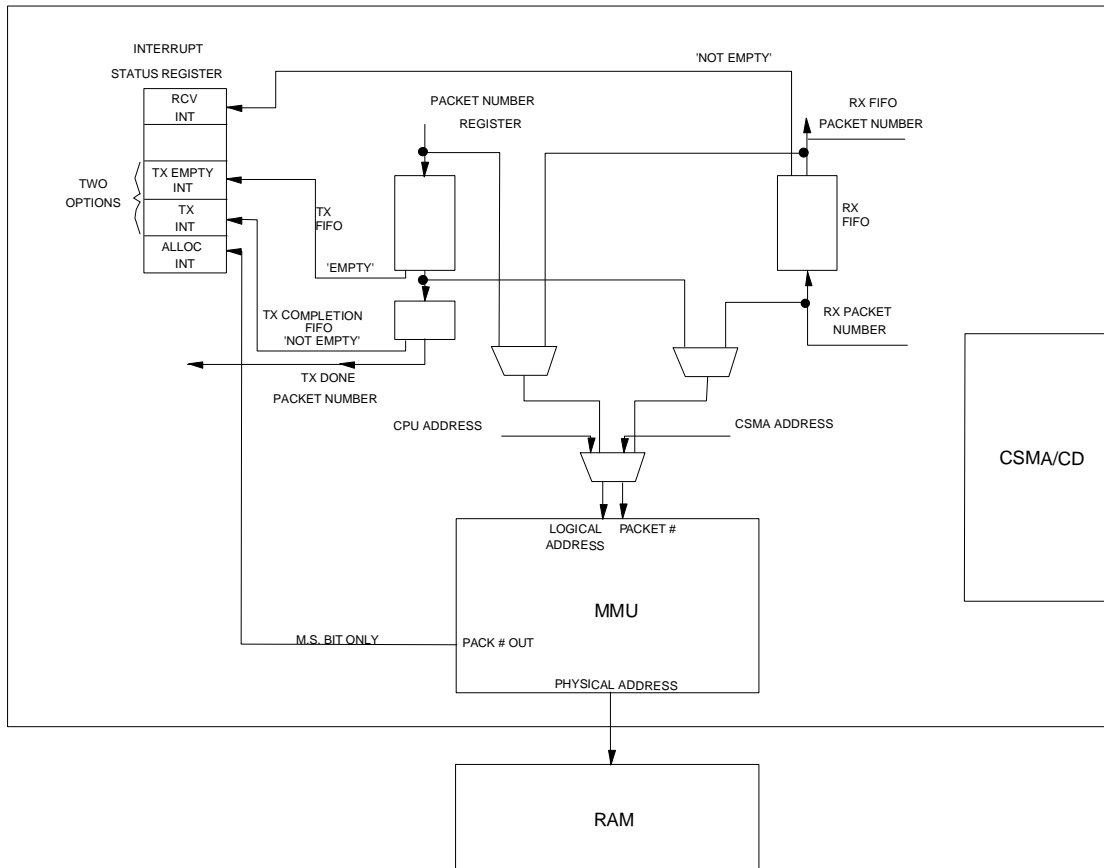 INTERRUPT
STATUS REGISTER
RCV
INT
TX EMPTY
INT
TX
INT
ALLOC
INT
TWO
OPTIONS
'NOT EMPTY'
PACKET NUMBER
REGISTER
RX FIFO
PACKET NUMBER
TX
FIFO
RX
FIFO
'EMPTY'
TX COMPLETION
FIFO
'NOT EMPTY'
RX PACKET
NUMBER
TX DONE
PACKET NUMBER
CPU ADDRESS
CSMA ADDRESS
CSMA/CD
LOGICAL
ADDRESS
PACKET #
MMU
M.S. BIT ONLY
PACK # OUT
PHYSICAL ADDRESS
RAM